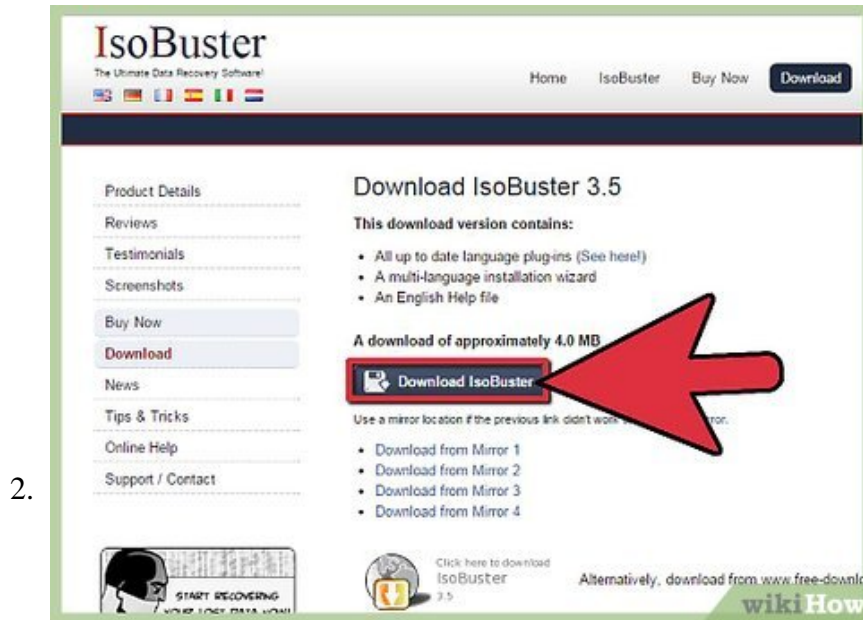 IsoBuster
The Ultimate Data Recovery Software!
Home IsoBuster Buy Now Download
Product Details
Reviews
Testimonials
Screenshots
Buy Now
Download
News
Tips & Tricks
Online Help
Support / Contact
START RECOVERING
YOUR LOST DATA NOW!
Download IsoBuster 3.5
This download version contains:
All up to date language plug-ins (See here!)
A multi-language installation wizard
An English Help file
A download of approximately 4.0 MB
Download IsoBuster
Use a mirror location if the previous link didn't work
Download from Mirror 1
Download from Mirror 2
Download from Mirror 3
Download from Mirror 4
Click here to download
IsoBuster
3.5
Alternatively, download from www.free-downlo
wikiHow
2.